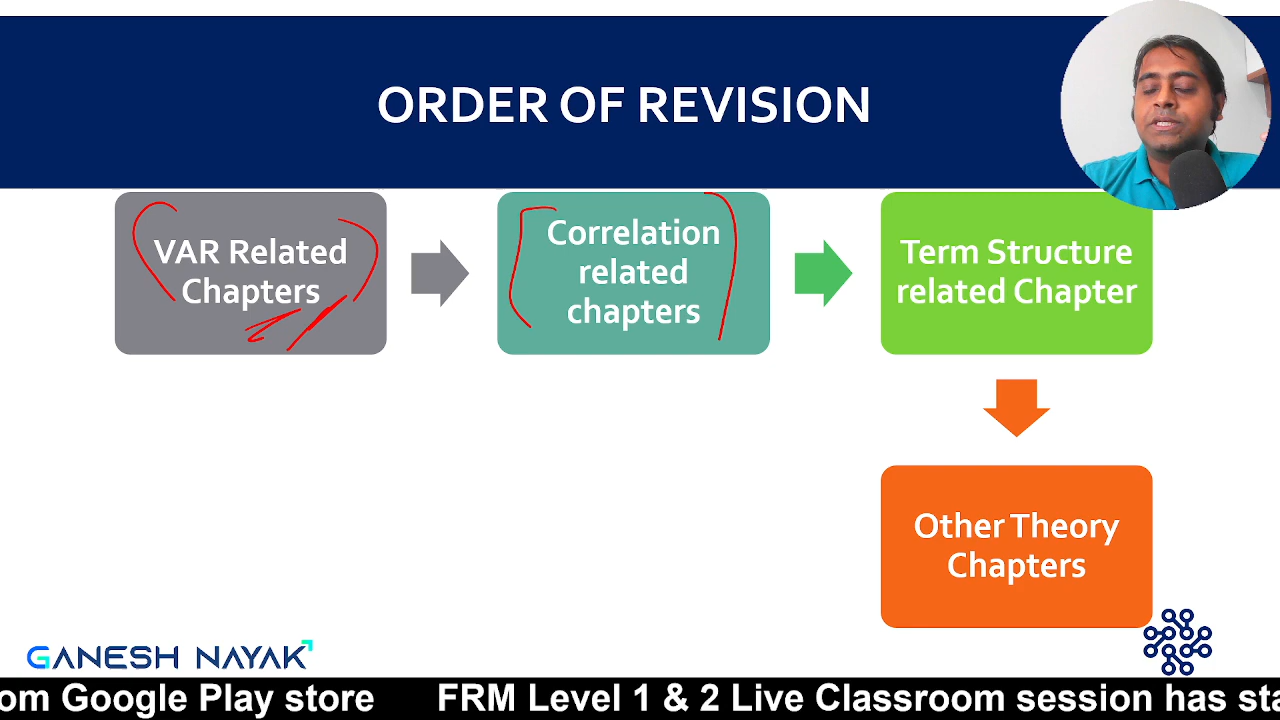 ORDER OF REVISION
VAR Related
Chapters
Correlation
related
chapters
Term Structure
related Chapter
Other Theory
Chapters
GANESH NAYAK
om Google Play store FRM Level 1 & 2 Live Classroom session has sta